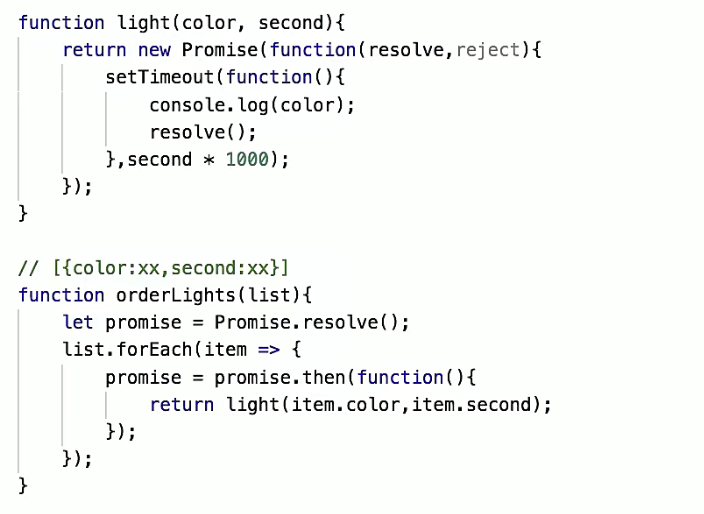 function light(color, second){
    return new Promise(function(resolve,reject){
        setTimeout(function(){
            console.log(color);
            resolve();
        },second * 1000);
    });
}

// [{color:xx,second:xx}]
function orderLights(list){
    let promise = Promise.resolve();
    list.forEach(item => {
        promise = promise.then(function(){
            return light(item.color,item.second);
        });
    });
}